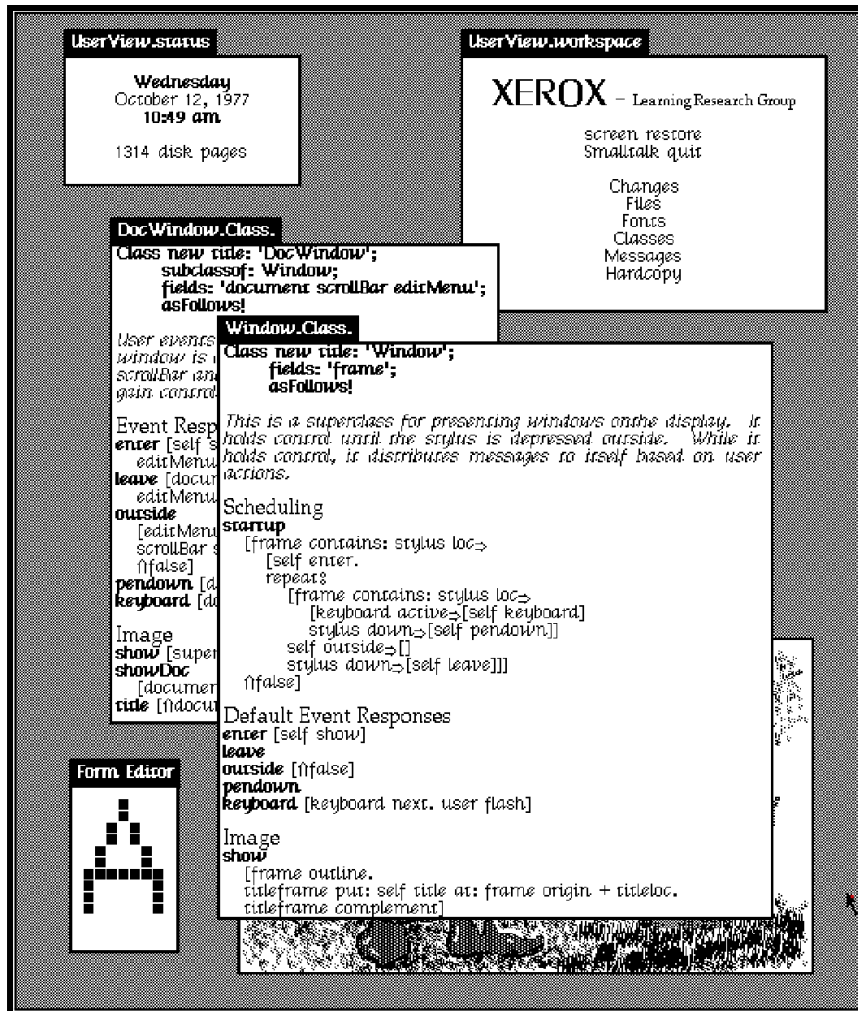 UserView.status
Wednesday
October 12, 1977
10:49 am
1314 disk pages
UserView.workspace
XEROX – Learning Research Group
screen restore
Smalltalk quit
Changes
Files
Fonts
Classes
Messages
Hardcopy
DocWindow.Class.
Class new title: 'DocWindow';
subclassof: Window;
fields: 'document scrollBar editMenu';
asFollows!
User events
window is
scrollBar and
gain control
Event Resp
enter [self s
editMenu
leave [docum
editMenu
outside
[editMenu
scrollBar s
⇑false]
pendown [d
keyboard [do
Image
show [super
showDoc
[documen
title [⇑docum
Window.Class.
Class new title: 'Window';
fields: 'frame';
asFollows!
This is a superclass for presenting windows onthe display. It
holds control until the stylus is depressed outside. While it
holds control, it distributes messages to itself based on user
actions.
Scheduling
startup
[frame contains: stylus loc⇒
[self enter.
repeat⦂
[frame contains: stylus loc⇒
[keyboard active⇒[self keyboard]
stylus down⇒[self pendown]]
self outside⇒[]
stylus down⇒[self leave]]]
⇑false]
Default Event Responses
enter [self show]
leave
outside [⇑false]
pendown
keyboard [keyboard next. user flash]
Image
show
[frame outline.
titleframe put: self title at: frame origin + titleloc.
titleframe complement]
Form Editor
A